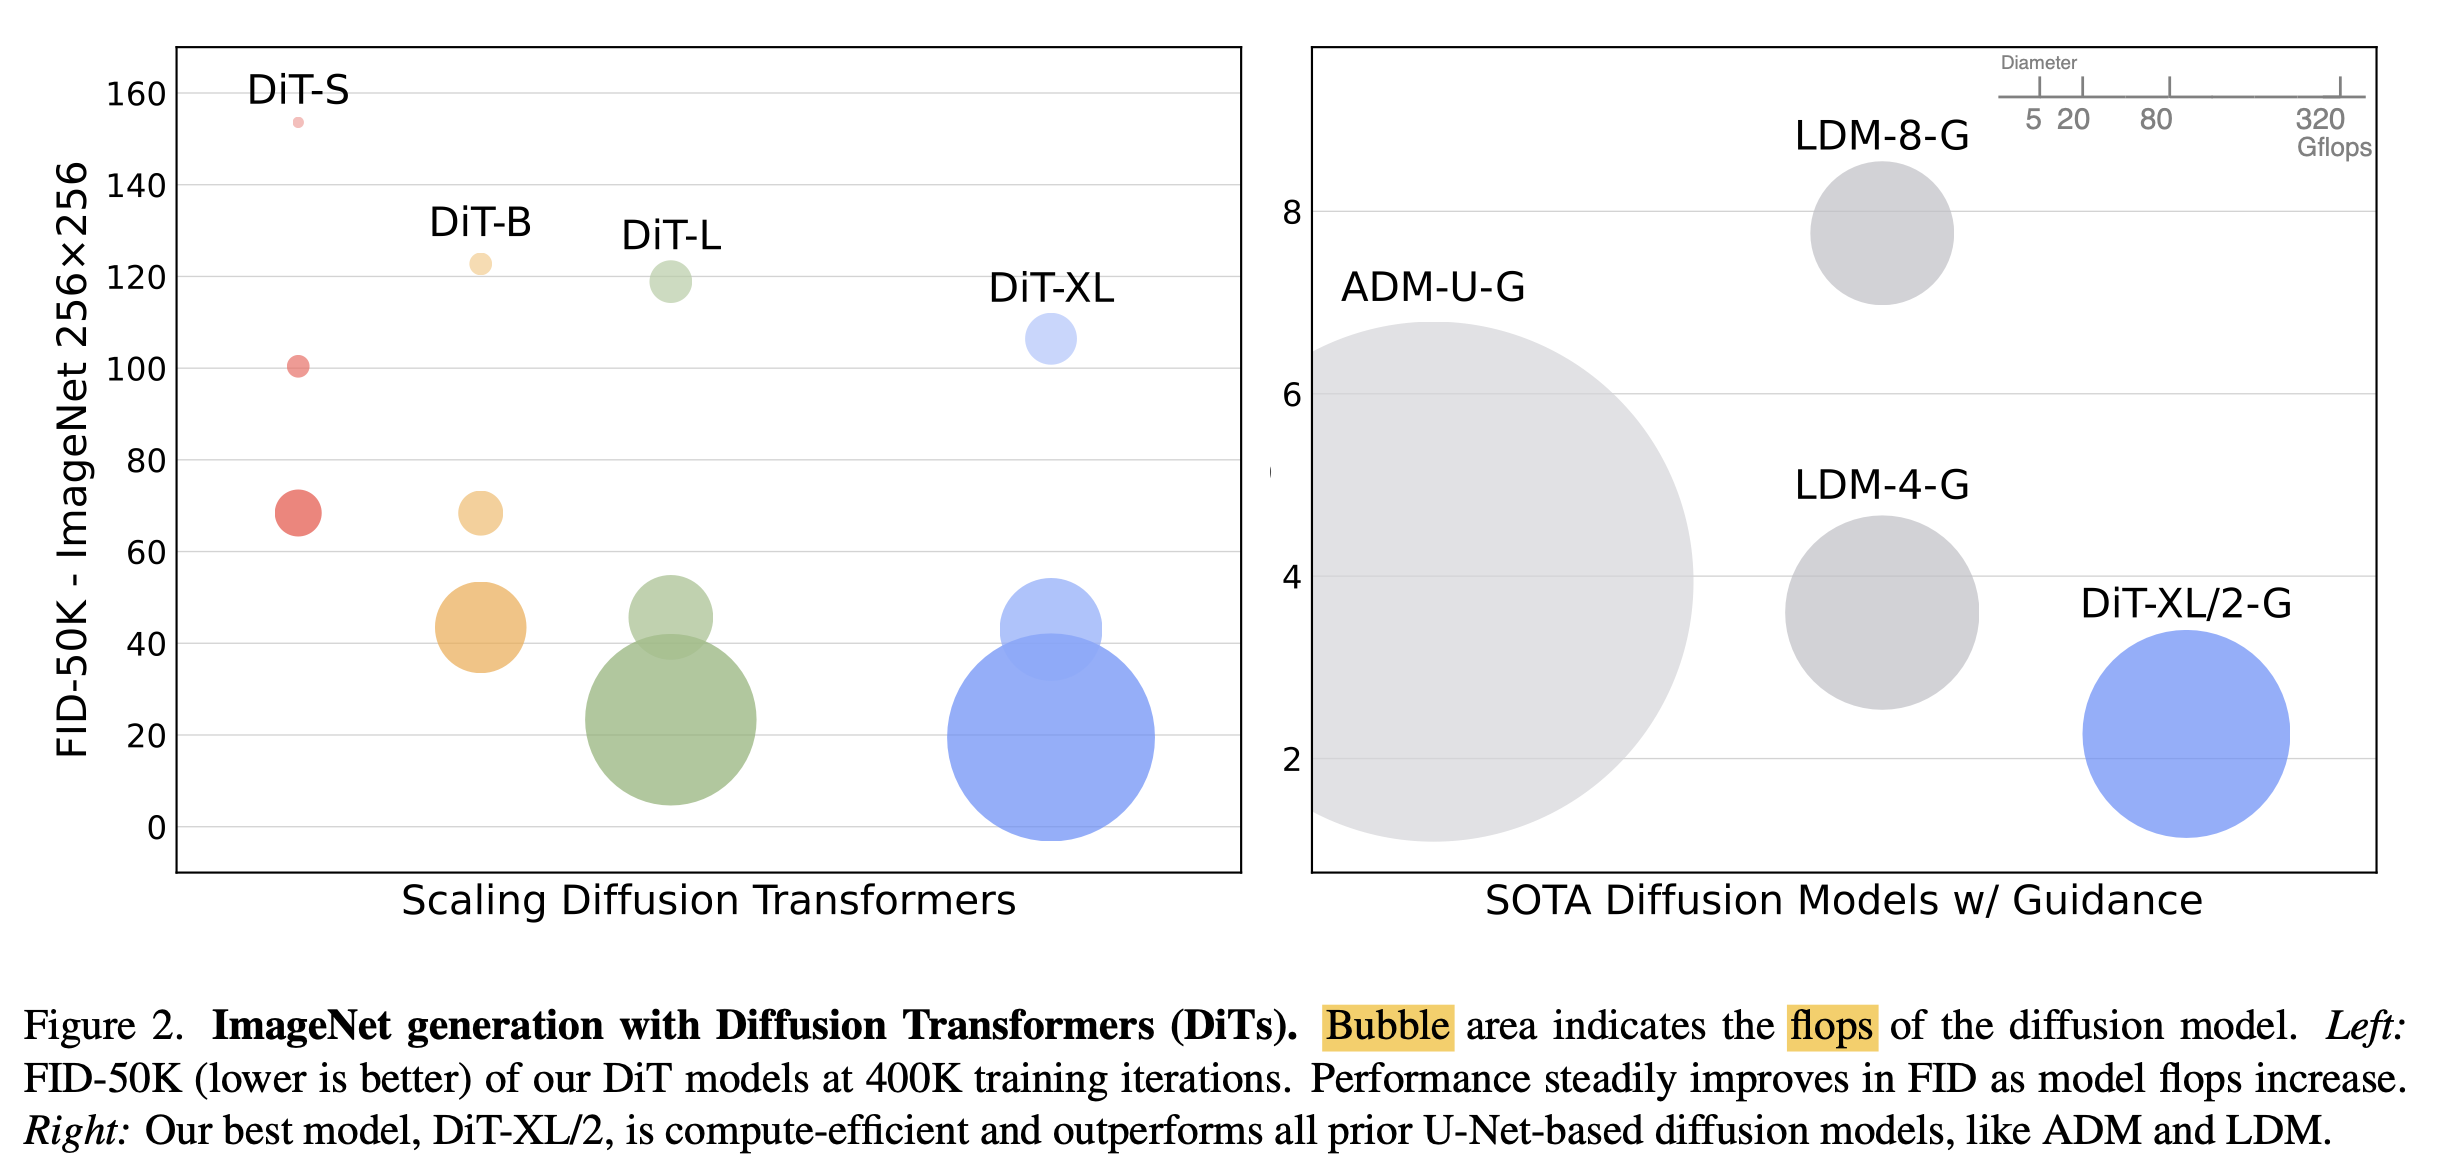 DiT-S
DiT-B
DiT-L
DiT-XL
160
140
120
100
80
60
40
20
0
FID-50K - ImageNet 256×256
Scaling Diffusion Transformers
Diameter
5 20 80 320
Gflops
LDM-8-G
ADM-U-G
LDM-4-G
DiT-XL/2-G
8
6
4
2
SOTA Diffusion Models w/ Guidance
Figure 2. ImageNet generation with Diffusion Transformers (DiTs). Bubble area indicates the flops of the diffusion model. Left:
FID-50K (lower is better) of our DiT models at 400K training iterations. Performance steadily improves in FID as model flops increase.
Right: Our best model, DiT-XL/2, is compute-efficient and outperforms all prior U-Net-based diffusion models, like ADM and LDM.